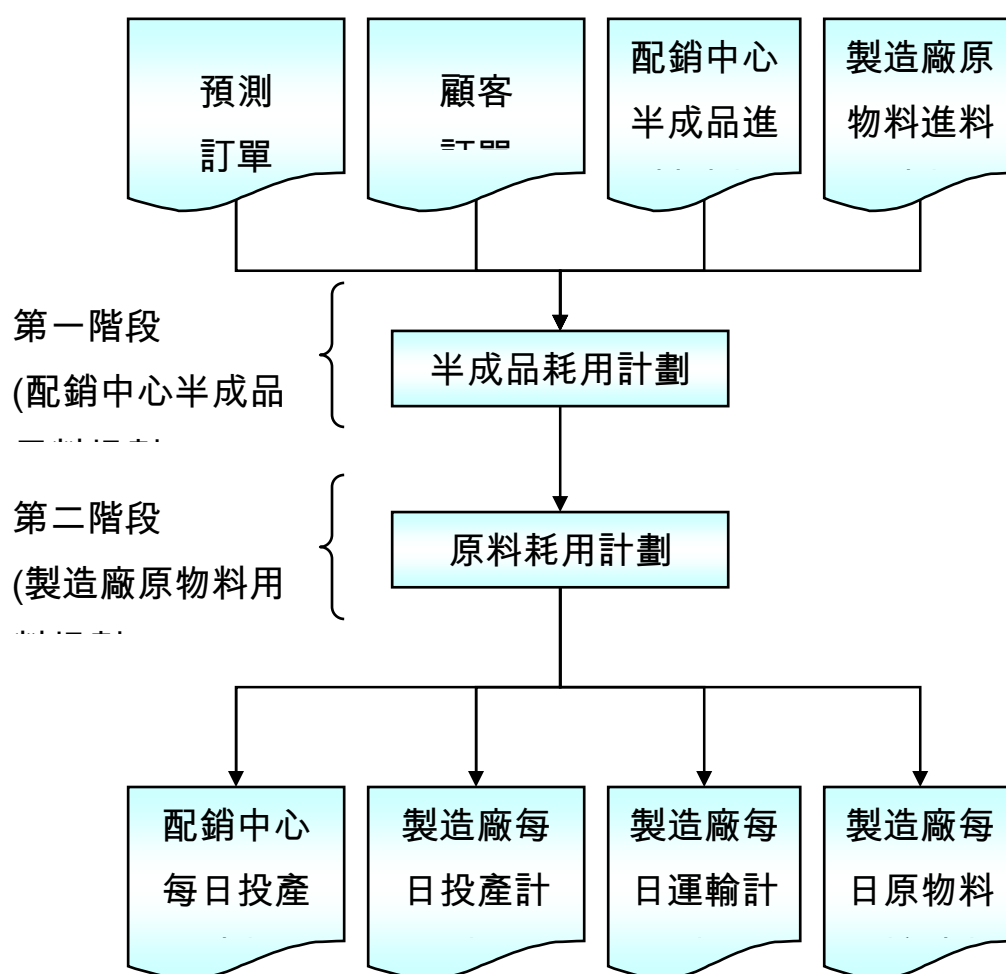 預測
訂單
顧客
配銷中心
半成品進
製造廠原
物料進料
第一階段
(配銷中心半成品
半成品耗用計劃
第二階段
(製造廠原物料用
原料耗用計劃
配銷中心
每日投產
製造廠每
日投產計
製造廠每
日運輸計
製造廠每
日原物料